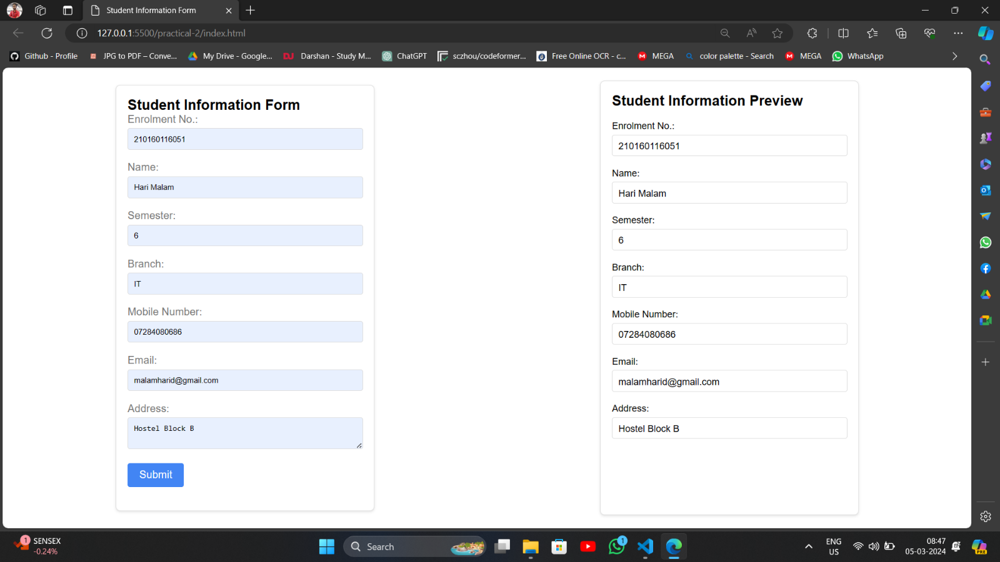 Student Information Form
127.0.0.1:5500/practical-2/index.html
Github - Profile
JPG to PDF – Conve...
My Drive - Google...
Darshan - Study M...
ChatGPT
sczhou/codeformer...
Free Online OCR - c...
MEGA
color palette - Search
MEGA
WhatsApp
Student Information Form
Enrolment No.:
210160116051
Name:
Hari Malam
Semester:
6
Branch:
IT
Mobile Number:
07284080686
Email:
malamharid@gmail.com
Address:
Hostel Block B
Submit
Student Information Preview
Enrolment No.:
210160116051
Name:
Hari Malam
Semester:
6
Branch:
IT
Mobile Number:
07284080686
Email:
malamharid@gmail.com
Address:
Hostel Block B
1
SENSEX
-0.24%
Search
1
ENG
US
08:47
05-03-2024
PRE